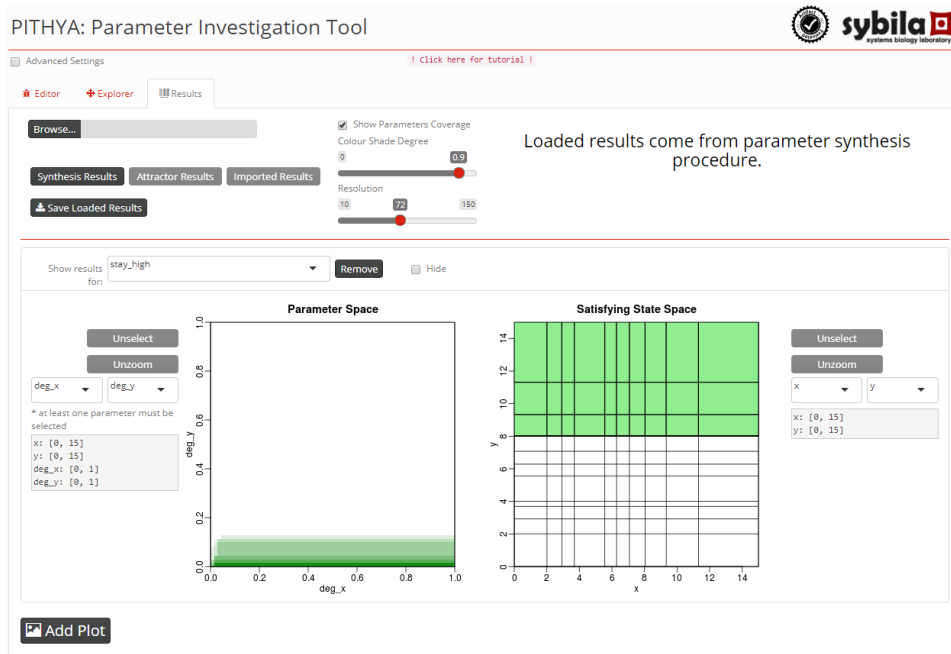 PITHYA: Parameter Investigation Tool
sybila
systems biology laboratory
Advanced Settings
! Click here for tutorial !
Editor
Explorer
Results
Browse...
Show Parameters Coverage
Colour Shade Degree
0 0.9
Loaded results come from parameter synthesis
procedure.
Synthesis Results
Attractor Results
Imported Results
Resolution
10 72 150
Save Loaded Results
Show results
for:
stay_high
Remove
Hide
Parameter Space
Satisfying State Space
Unselect
Unzoom
deg_x
deg_y
* at least one parameter must be
selected
x: [0, 15]
y: [0, 15]
deg_x: [0, 1]
deg_y: [0, 1]
deg_y
0.0 0.2 0.4 0.6 0.8 1.0
0.0 0.2 0.4 0.6 0.8 1.0
deg_x
y
0 2 4 6 8 10 12 14
0 2 4 6 8 10 12 14
x
Unselect
Unzoom
x
y
x: [0, 15]
y: [0, 15]
Add Plot